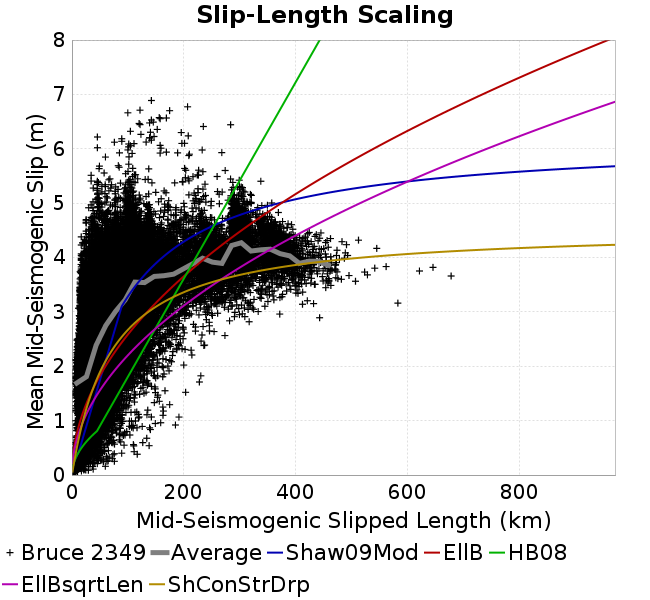 Slip-Length Scaling
Mean Mid-Seismogenic Slip (m)
8
7
6
5
4
3
2
1
0
0 200 400 600 800
Mid-Seismogenic Slipped Length (km)
Bruce 2349 Average Shaw09Mod EllB HB08
EllBsqrtLen ShConStrDrp